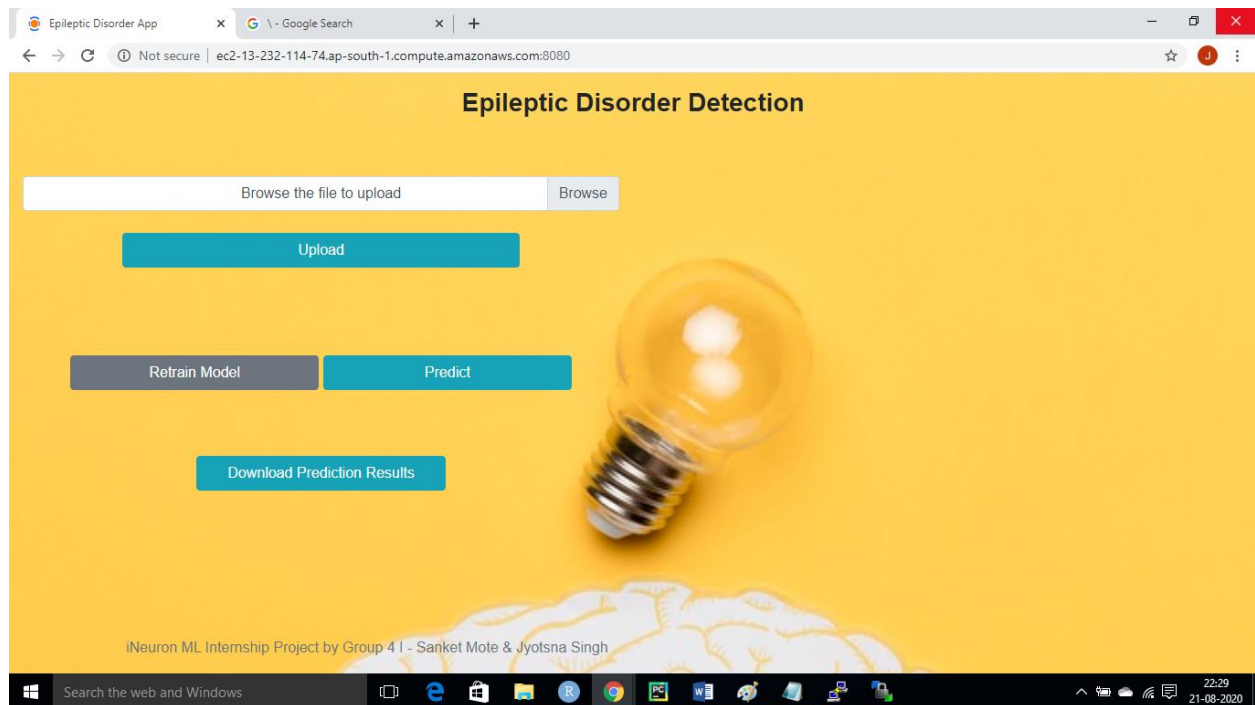 Epileptic Disorder App
\ - Google Search
Not secure | ec2-13-232-114-74.ap-south-1.compute.amazonaws.com:8080
J
Epileptic Disorder Detection
Browse the file to upload
Browse
Upload
Retrain Model
Predict
Download Prediction Results
iNeuron ML Internship Project by Group 4 I - Sanket Mote & Jyotsna Singh
Search the web and Windows
R
PC
W
22:29
21-08-2020